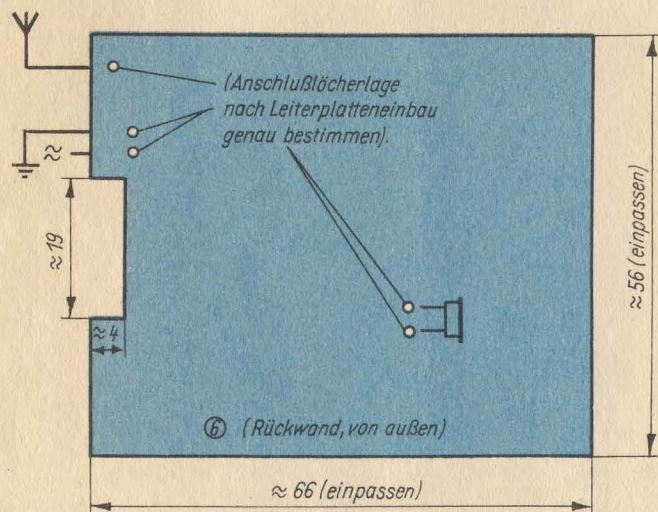 (Anschlußlöcherlage
nach Leiterplatteneinbau
genau bestimmen).
≈
≈19
≈4
≈ 56 (einpassen)
⑥ (Rückwand, von außen)
≈ 66 (einpassen)